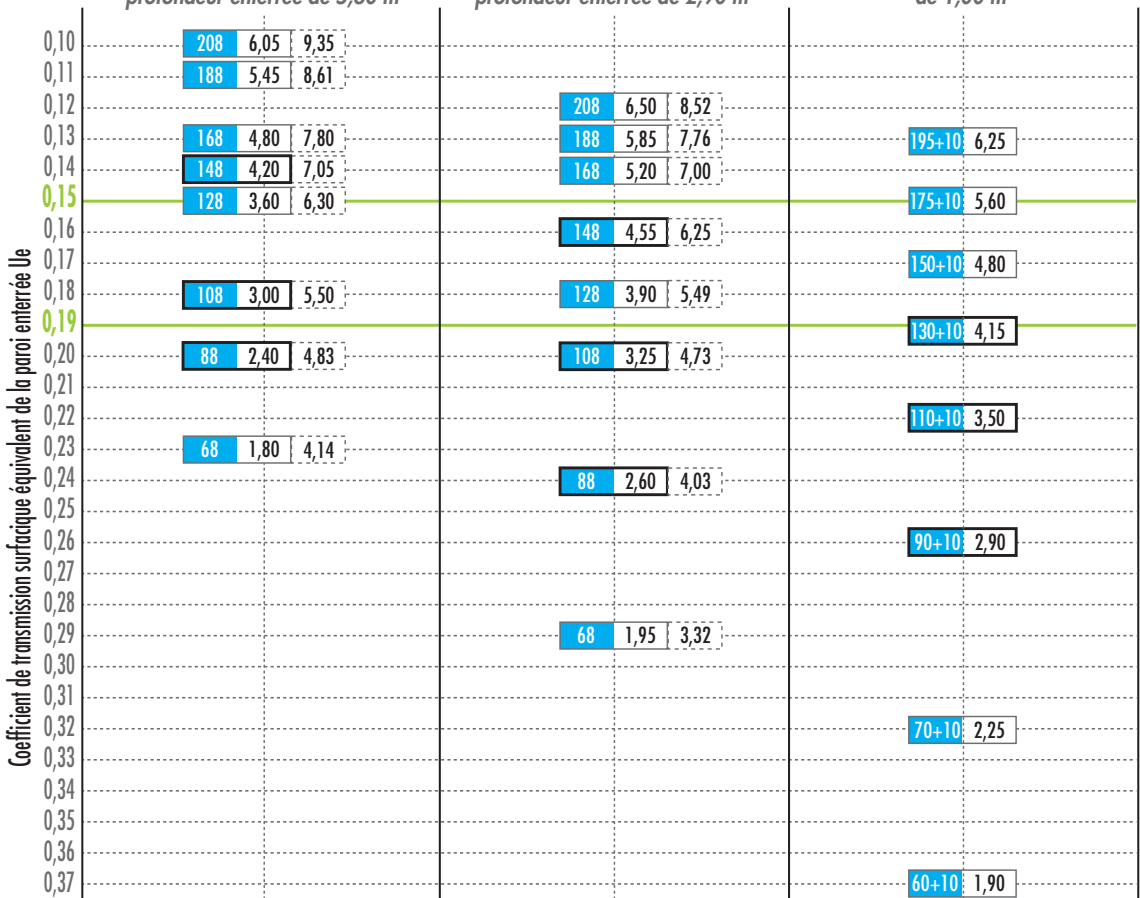 profondeur enterrée de m profondeur enterrée de m de m
0,10 208 6,05 9,35
0,11 188 5,45 8,61
0,12 208 6,50 8,52
0,13 168 4,80 7,80 188 5,85 7,76 195+10 6,25
0,14 148 4,20 7,05 168 5,20 7,00
0,15 128 3,60 6,30 175+10 5,60
0,16 148 4,55 6,25
0,17 150+10 4,80
0,18 108 3,00 5,50 128 3,90 5,49
0,19 130+10 4,15
0,20 88 2,40 4,83 108 3,25 4,73
0,21
0,22 110+10 3,50
0,23 68 1,80 4,14
0,24 88 2,60 4,03
0,25
0,26 90+10 2,90
0,27
0,28
0,29 68 1,95 3,32
0,30
0,31
0,32 70+10 2,25
0,33
0,34
0,35
0,36
0,37 60+10 1,90
Coefficient de transmission surfacique équivalent de la paroi enterrée Ue